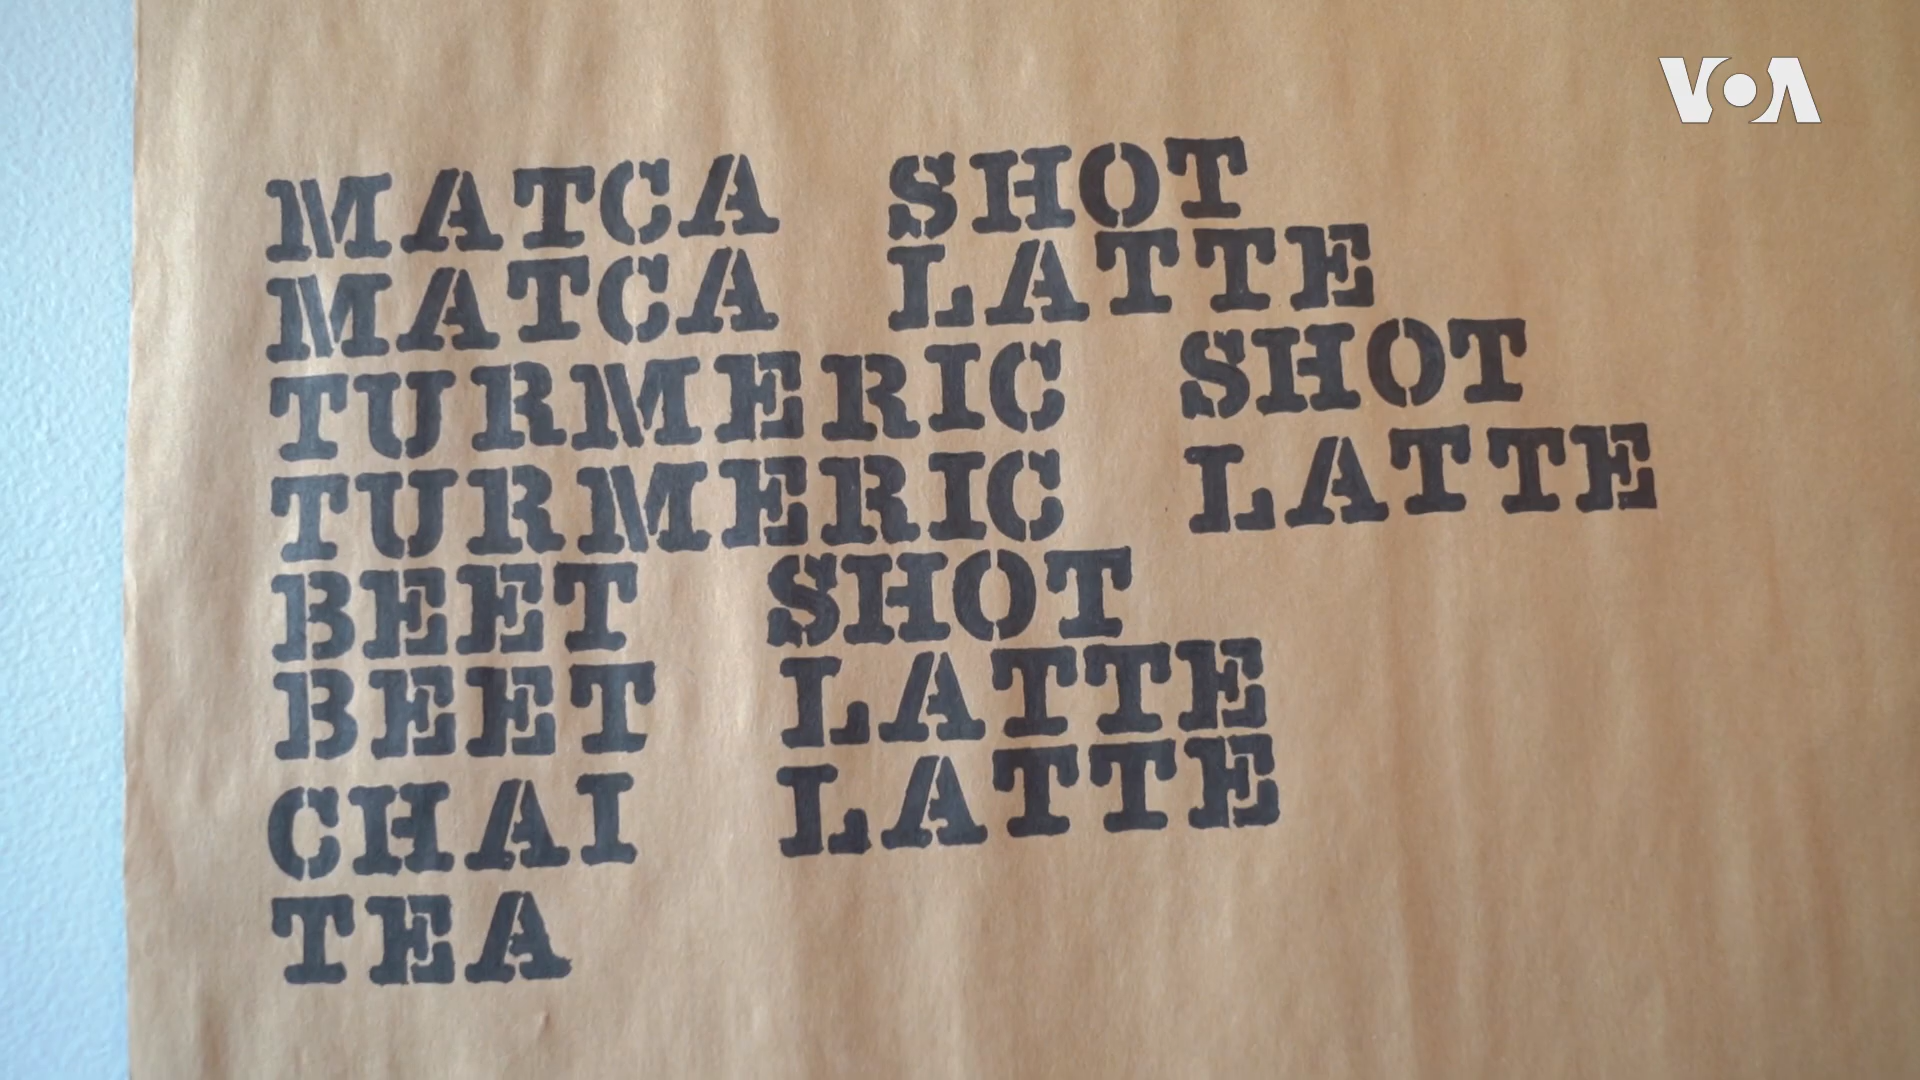 VOA
MATCA SHOT
MATCA LATTE
TURMERIC SHOT
TURMERIC LATTE
BEET SHOT
BEET LATTE
CHAI LATTE
TEA